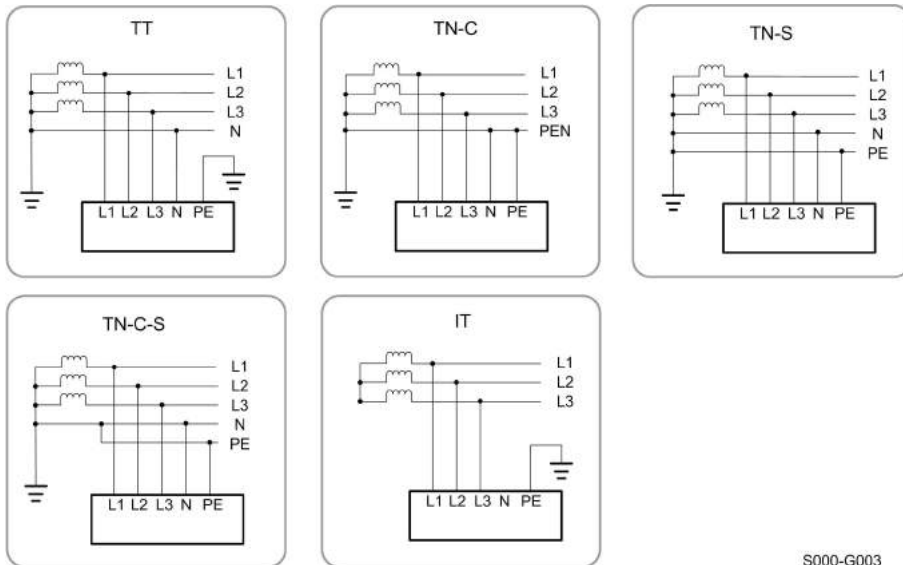 TT
L1
L2
L3
N
L1 L2 L3 N PE
TN-C
L1
L2
L3
PEN
L1 L2 L3 N PE
TN-S
L1
L2
L3
N
PE
L1 L2 L3 N PE
TN-C-S
L1
L2
L3
N
PE
L1 L2 L3 N PE
IT
L1
L2
L3
L1 L2 L3 N PE
S000-G003